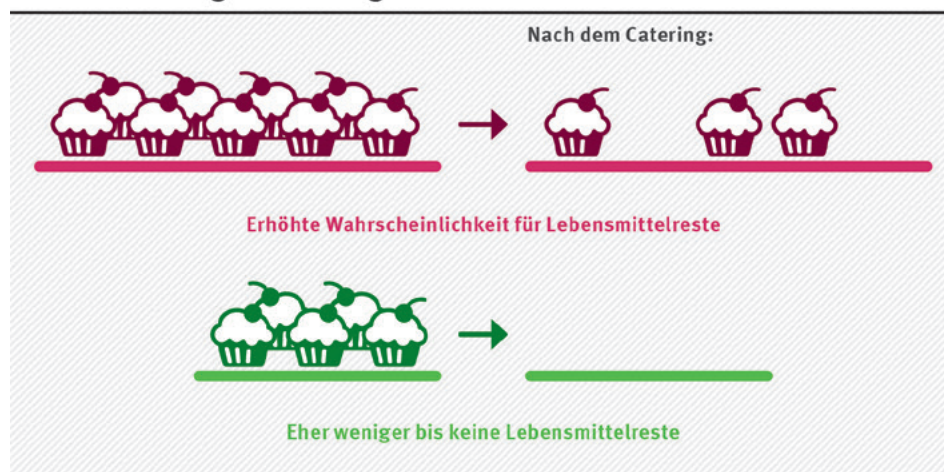 Nach dem Catering:
Erhöhte Wahrscheinlichkeit für Lebensmittelreste
Eher weniger bis keine Lebensmittelreste